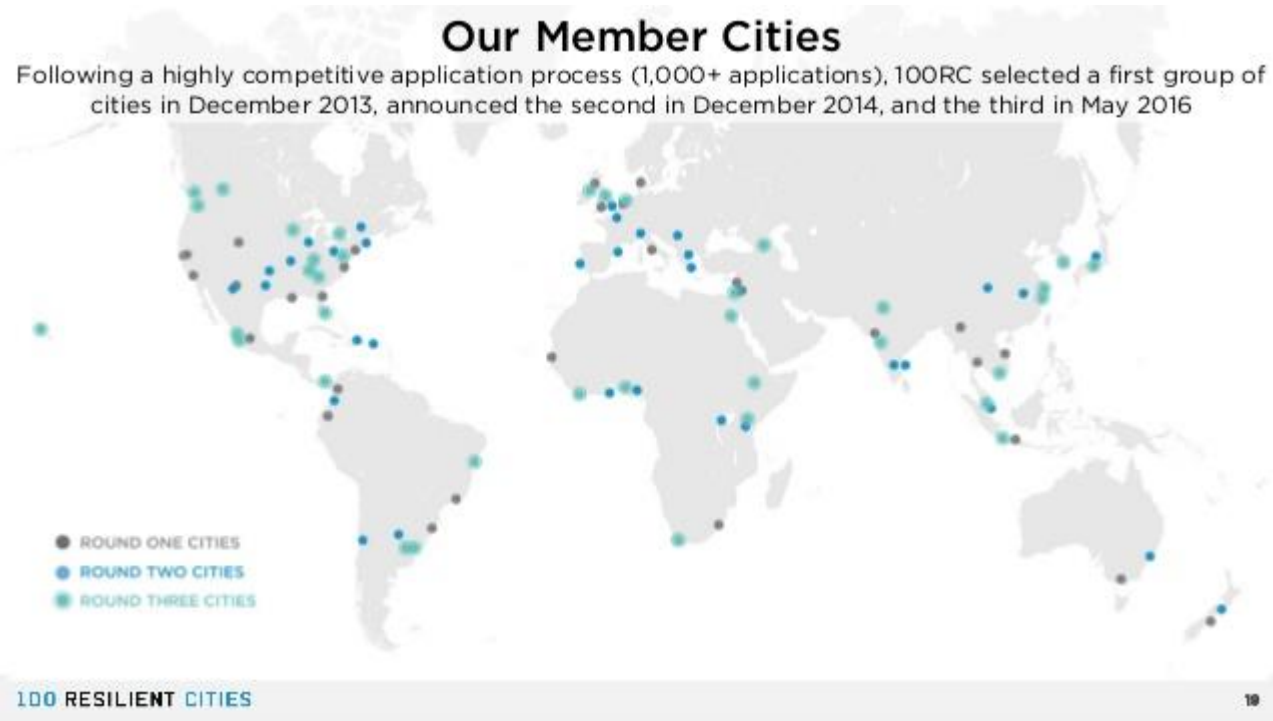 Our Member Cities
Following a highly competitive application process (1,000+ applications), 100RC selected a first group of
cities in December 2013, announced the second in December 2014, and the third in May 2016
ROUND ONE CITIES
ROUND TWO CITIES
ROUND THREE CITIES
100 RESILIENT CITIES
19